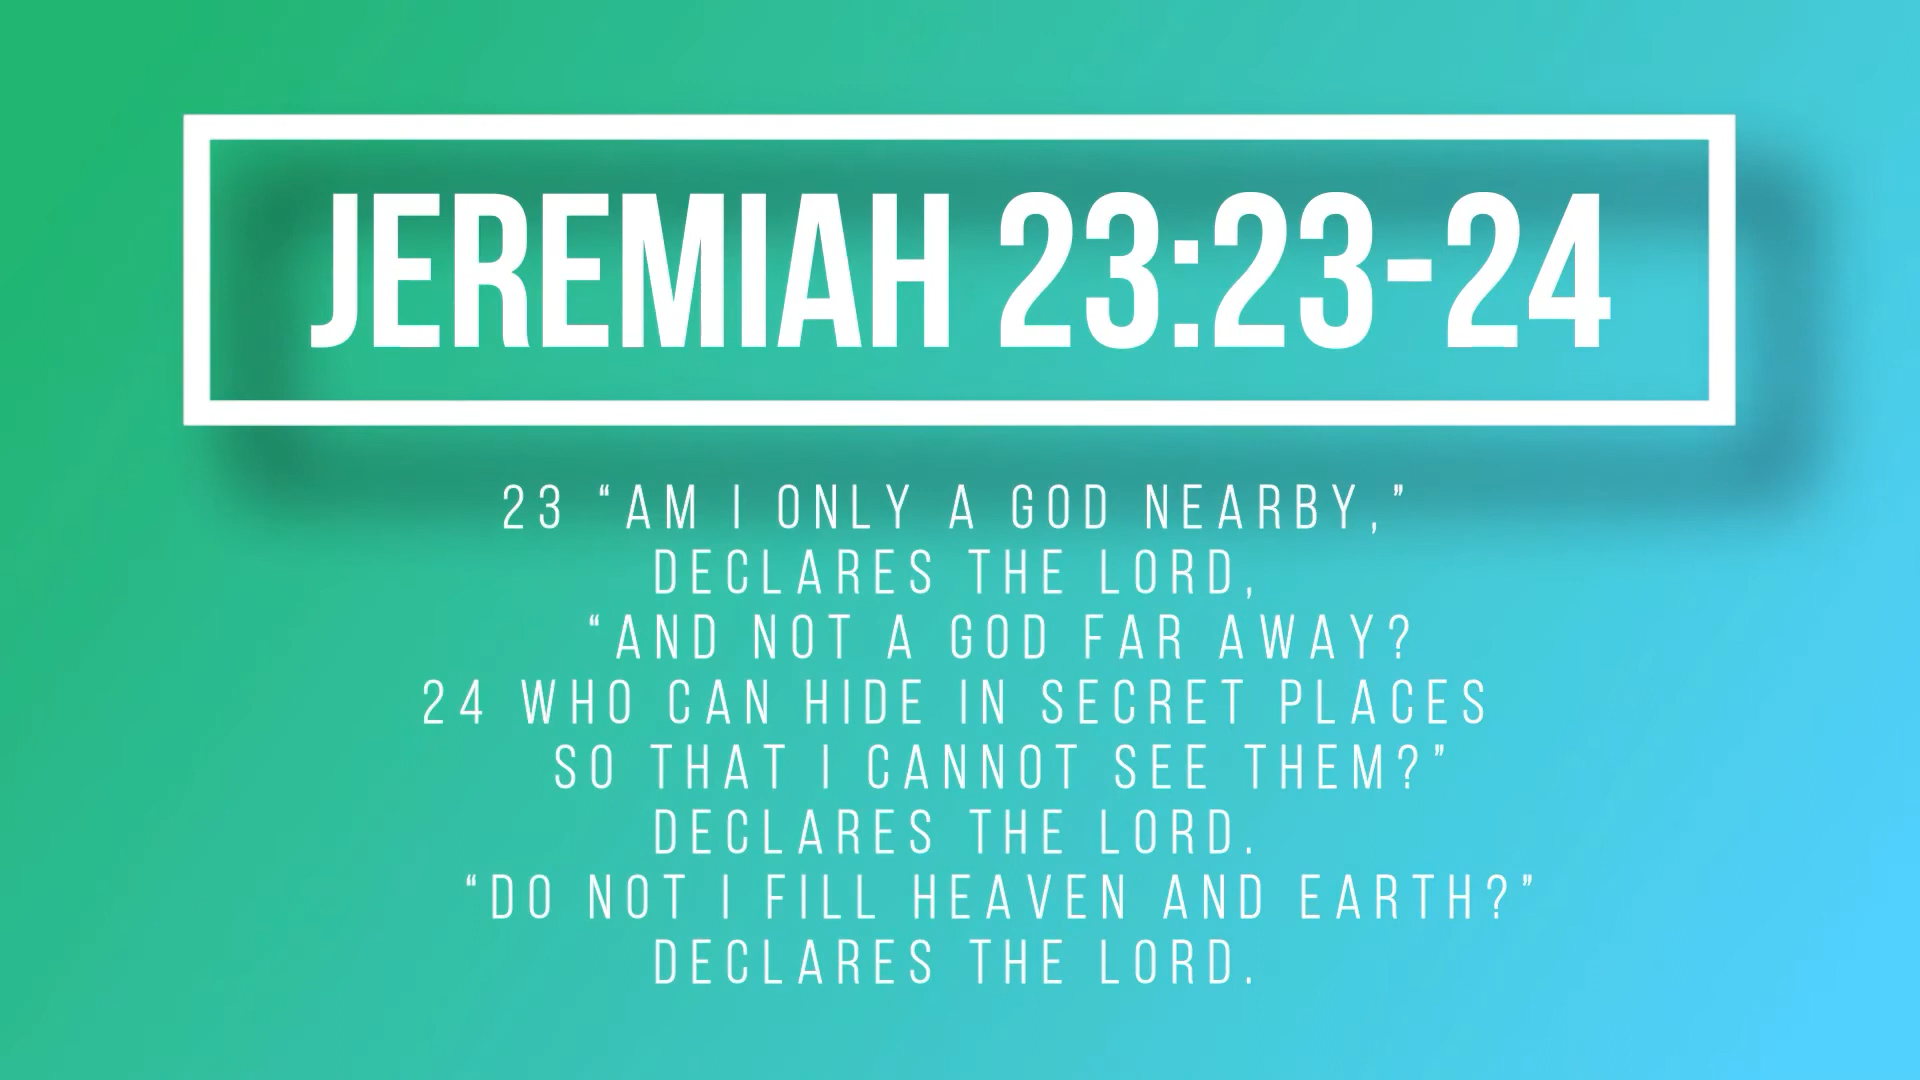 JEREMIAH 23:23-24
23 “AM I ONLY A GOD NEARBY,”
DECLARES THE LORD,
“AND NOT A GOD FAR AWAY?
24 WHO CAN HIDE IN SECRET PLACES
SO THAT I CANNOT SEE THEM?”
DECLARES THE LORD.
“DO NOT I FILL HEAVEN AND EARTH?”
DECLARES THE LORD.